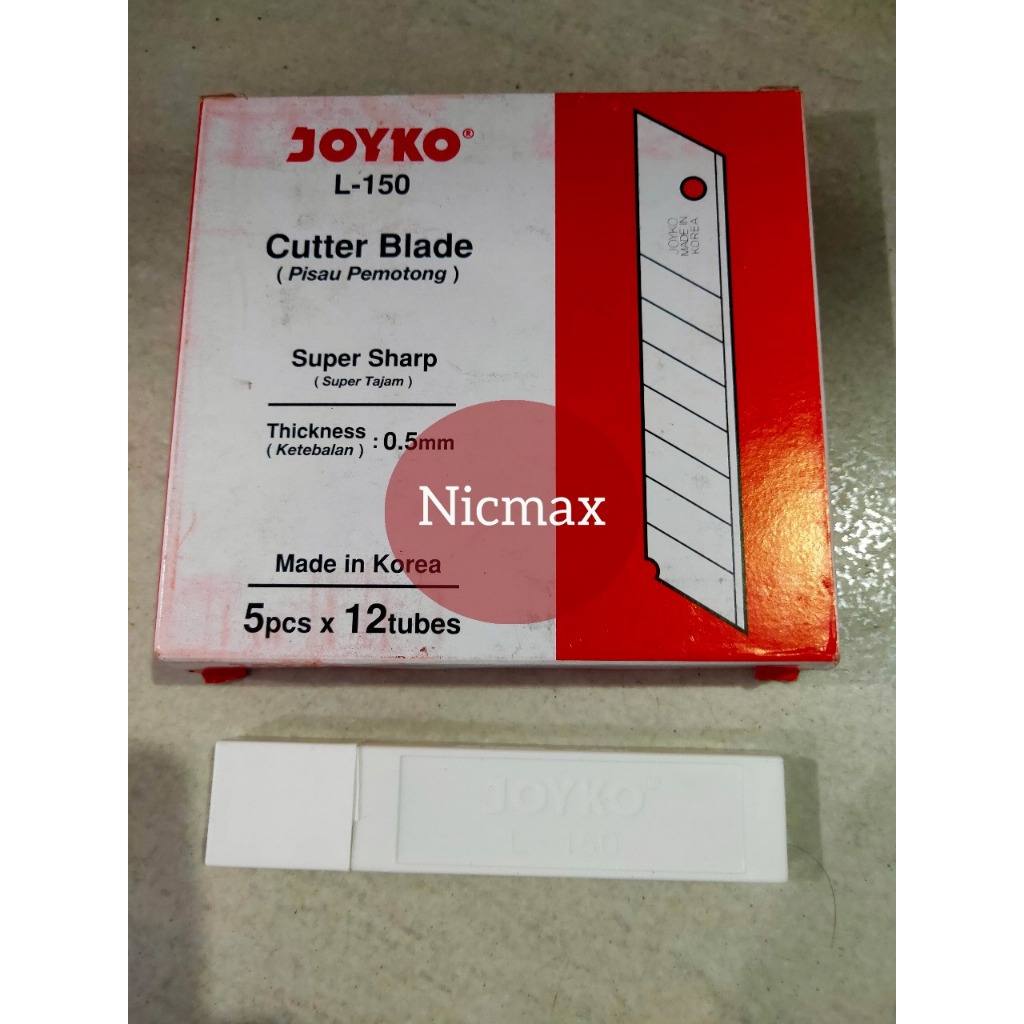 JOYKO®
L-150
Cutter Blade
( Pisau Pemotong )
Super Sharp
( Super Tajam )
Thickness : 0.5mm
( Ketebalan )
Made in Korea
5pcs x 12tubes
JOYKO
MADE IN
KOREA
Nicmax
JOYKO®
L - 150